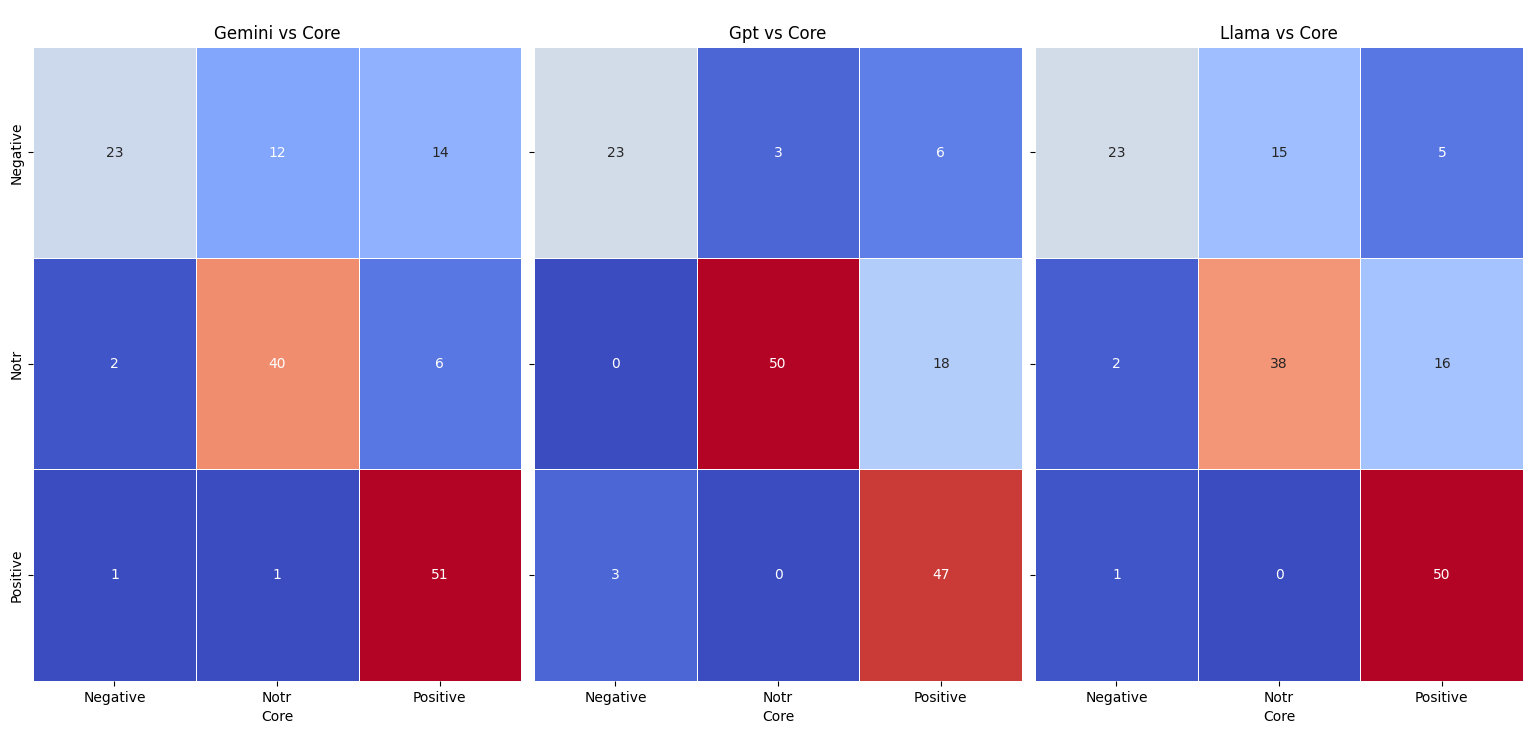 Gemini vs Core
Gpt vs Core
Llama vs Core
Negative
23 12 14
23 3 6
23 15 5
Notr
2 40 6
0 50 18
2 38 16
Positive
1 1 51
3 0 47
1 0 50
Negative Notr Positive
Negative Notr Positive
Negative Notr Positive
Core
Core
Core